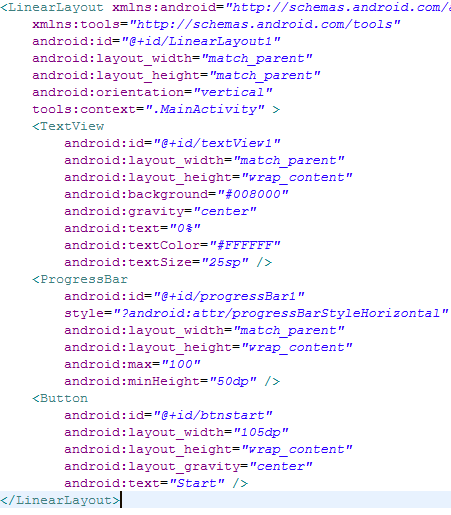 <LinearLayout xmlns:android="http://schemas.android.com/
xmlns:tools="http://schemas.android.com/tools"
android:id="@+id/LinearLayout1"
android:layout_width="match_parent"
android:layout_height="match_parent"
android:orientation="vertical"
tools:context=".MainActivity" >
<TextView
android:id="@+id/textView1"
android:layout_width="match_parent"
android:layout_height="wrap_content"
android:background="#008000"
android:gravity="center"
android:text="0%"
android:textColor="#FFFFFF"
android:textSize="25sp" />
<ProgressBar
android:id="@+id/progressBar1"
style="?android:attr/progressBarStyleHorizontal"
android:layout_width="match_parent"
android:layout_height="wrap_content"
android:max="100"
android:minHeight="50dp" />
<Button
android:id="@+id/btnstart"
android:layout_width="105dp"
android:layout_height="wrap_content"
android:layout_gravity="center"
android:text="Start" />
</LinearLayout>